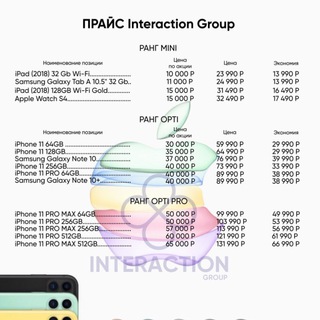 ПРАЙС Interaction Group
РАНГ MINI
Наименование позиции Цена по акции Цена Экономия
iPad (2018) 32 Gb Wi-Fi 10 000 ₽ 23 990 ₽ 13 990 ₽
Samsung Galaxy Tab A 10.5" 32 Gb.. 11 000 ₽ 24 990 ₽ 13 990 ₽
iPad (2018) 128GB Wi-Fi Gold 15 000 ₽ 31 490 ₽ 16 490 ₽
Apple Watch S4 15 000 ₽ 32 490 ₽ 17 490 ₽
РАНГ OPTI
Наименование позиции Цена по акции Цена Экономия
iPhone 11 64GB 30 000 ₽ 59 990 ₽ 29 990 ₽
iPhone 11 128GB 35 000 ₽ 64 990 ₽ 29 990 ₽
Samsung Galaxy Note 10 37 000 ₽ 76 990 ₽ 39 990 ₽
iPhone 11 256GB 40 000 ₽ 73 990 ₽ 33 990 ₽
iPhone 11 PRO 64GB 40 000 ₽ 89 990 ₽ 38 990 ₽
Samsung Galaxy Note 10+ 40 000 ₽ 89 990 ₽ 38 990 ₽
РАНГ OPTI PRO
Наименование позиции Цена по акции Цена Экономия
iPhone 11 PRO MAX 64GB 50 000 ₽ 99 990 ₽ 49 990 ₽
iPhone 11 PRO 256GB 50 000 ₽ 103 990 ₽ 53 990 ₽
iPhone 11 PRO MAX 256GB 57 000 ₽ 113 990 ₽ 56 990 ₽
iPhone 11 PRO 512GB 60 000 ₽ 121 990 ₽ 61 990 ₽
iPhone 11 PRO MAX 512GB 65 000 ₽ 131 990 ₽ 66 990 ₽
INTERACTION
GROUP